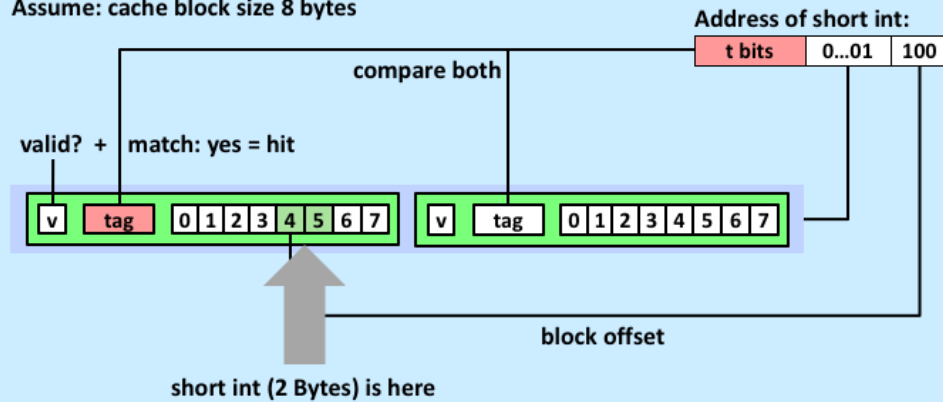 Assume: cache block size 8 bytes
Address of short int:
t bits 0…01 100
compare both
valid? + match: yes = hit
v tag 0 1 2 3 4 5 6 7 v tag 0 1 2 3 4 5 6 7
block offset
short int (2 Bytes) is here